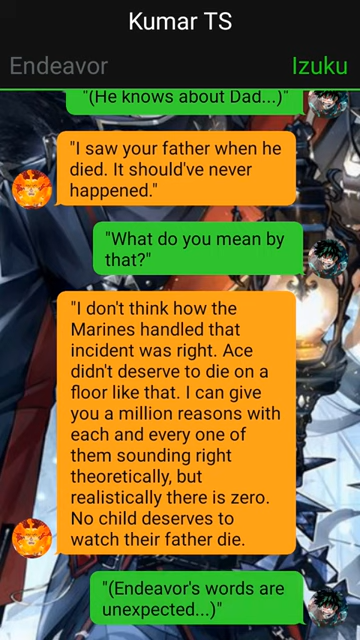 Kumar TS
Endeavor
Izuku
"(He knows about Dad...)"
"I saw your father when he
died. It should've never
happened."
"What do you mean by
that?"
"I don't think how the
Marines handled that
incident was right. Ace
didn't deserve to die on a
floor like that. I can give
you a million reasons with
each and every one of
them sounding right
theoretically, but
realistically there is zero.
No child deserves to
watch their father die.
"(Endeavor's words are
unexpected...)"